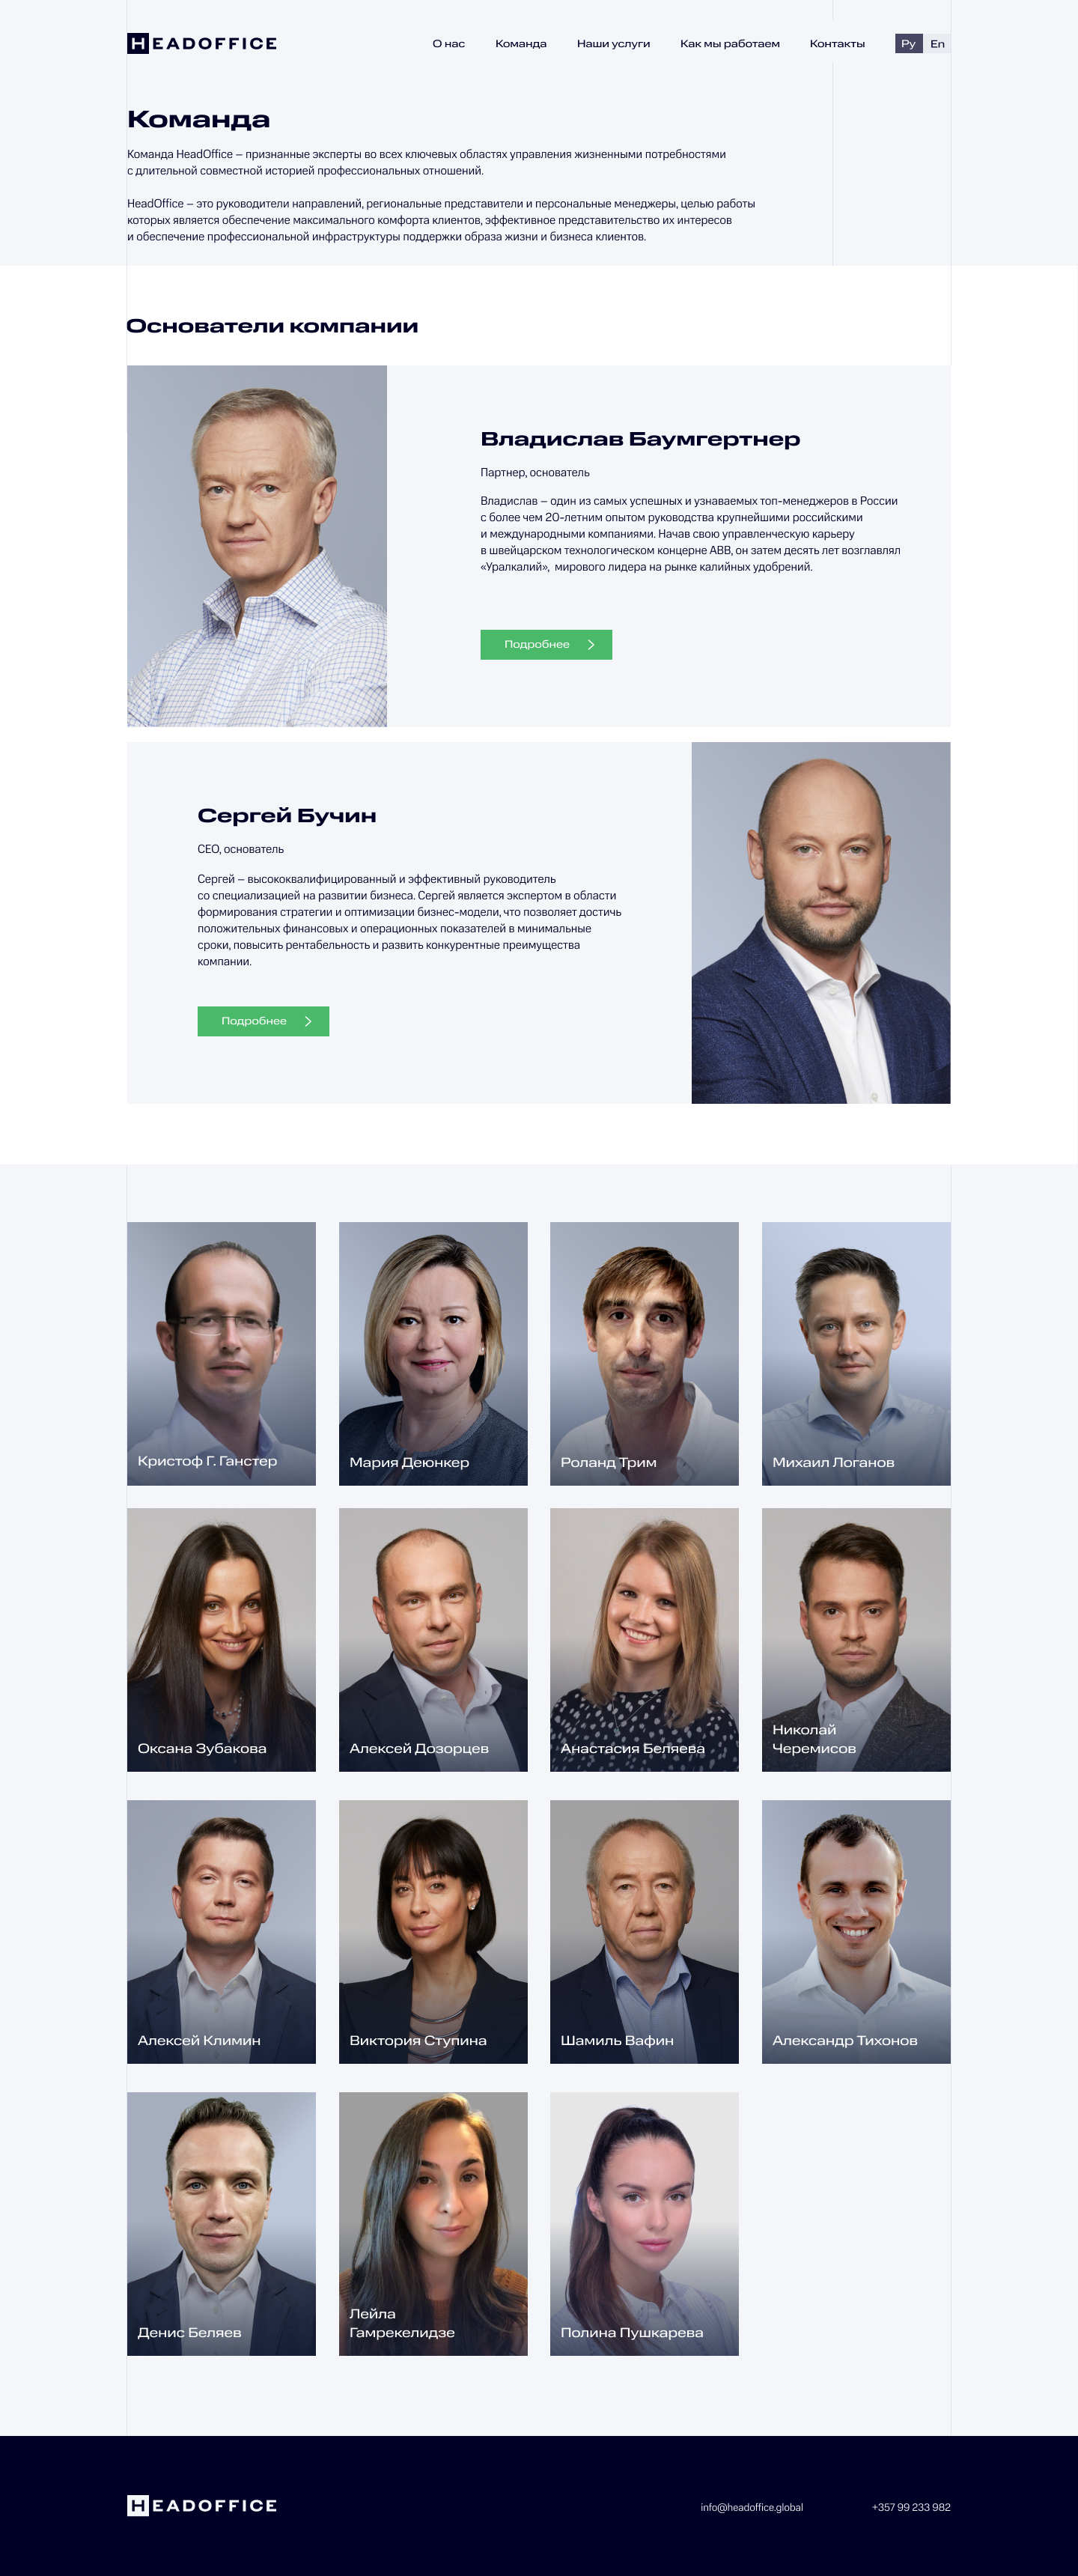 HEADOFFICE
О нас Команда Наши услуги Как мы работаем Контакты Ру En
Команда
Команда HeadOffice – признанные эксперты во всех ключевых областях управления жизненными потребностями
с длительной совместной историей профессиональных отношений.
HeadOffice – это руководители направлений, региональные представители и персональные менеджеры, целью работы
которых является обеспечение максимального комфорта клиентов, эффективное представительство их интересов
и обеспечение профессиональной инфраструктуры поддержки образа жизни и бизнеса клиентов.
Основатели компании
Владислав Баумгертнер
Партнер, основатель
Владислав – один из самых успешных и узнаваемых топ-менеджеров в России
с более чем 20-летним опытом руководства крупнейшими российскими
и международными компаниями. Начав свою управленческую карьеру
в швейцарском технологическом концерне ABB, он затем десять лет возглавлял
«Уралкалий», мирового лидера на рынке калийных удобрений.
Подробнее
Сергей Бучин
CEO, основатель
Сергей – высококвалифицированный и эффективный руководитель
со специализацией на развитии бизнеса. Сергей является экспертом в области
формирования стратегии и оптимизации бизнес-модели, что позволяет достичь
положительных финансовых и операционных показателей в минимальные
сроки, повысить рентабельность и развить конкурентные преимущества
компании.
Подробнее
Кристоф Г. Ганстер
Мария Деюнкер
Роланд Трим
Михаил Логанов
Оксана Зубакова
Алексей Дозорцев
Анастасия Беляева
Николай
Черемисов
Алексей Климин
Виктория Ступина
Шамиль Вафин
Александр Тихонов
Денис Беляев
Лейла
Гамрекелидзе
Полина Пушкарева
HEADOFFICE
info@headoffice.global +357 99 233 982